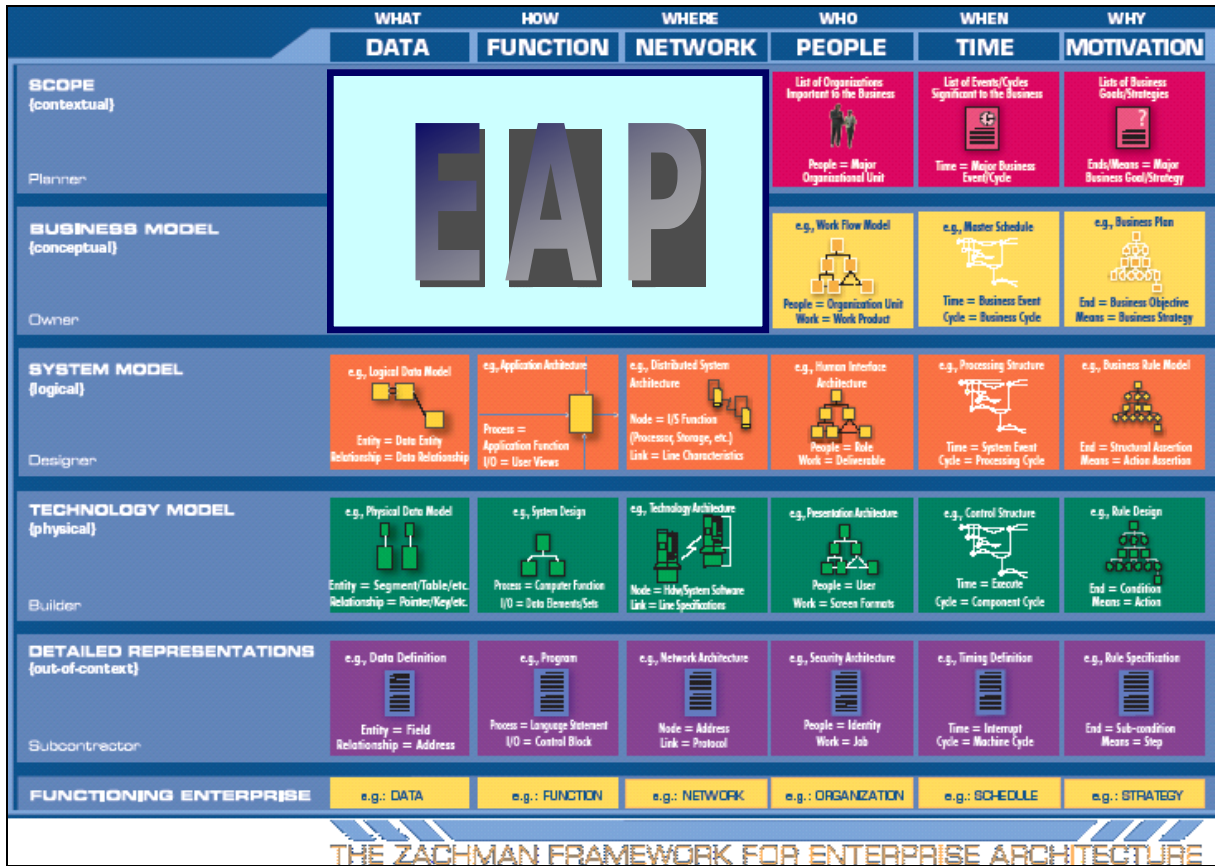 WHAT HOW WHERE WHO WHEN WHY
DATA FUNCTION NETWORK PEOPLE TIME MOTIVATION
SCOPE
{contextual}
Planner
EAP
List of Organizations
Important to the Business
People = Major
Organizational Unit
List of Events/Cycles
Significant to the Business
Time = Major Business
Event/Cycle
Lists of Business
Goals/Strategies
?
Ends/Means = Major
Business Goal/Strategy
BUSINESS MODEL
{conceptual}
Owner
e.g., Work Flow Model
People = Organization Unit
Work = Work Product
e.g., Master Schedule
Time = Business Event
Cycle = Business Cycle
e.g., Business Plan
End = Business Objective
Means = Business Strategy
SYSTEM MODEL
{logical}
Designer
e.g., Logical Data Model
Entity = Data Entity
Relationship = Data Relationship
e.g., Application Architecture
Process =
Application Function
I/O = User Views
e.g., Distributed System
Architecture
Node = I/S Function
(Processor, Storage, etc.)
Link = Line Characteristics
e.g., Human Interface
Architecture
People = Role
Work = Deliverable
e.g., Processing Structure
Time = System Event
Cycle = Processing Cycle
e.g., Business Rule Model
End = Structural Assertion
Means = Action Assertion
TECHNOLOGY MODEL
{physical}
Builder
e.g., Physical Data Model
Entity = Segment/Table/etc.
Relationship = Pointer/Key/etc.
e.g., System Design
Process = Computer Function
I/O = Data Elements/Sets
e.g., Technology Architecture
Node = Hdw/System Software
Link = Line Specifications
e.g., Presentation Architecture
People = User
Work = Screen Formats
e.g., Control Structure
Time = Execute
Cycle = Component Cycle
e.g., Rule Design
End = Condition
Means = Action
DETAILED REPRESENTATIONS
{out-of-context}
Subcontractor
e.g., Data Definition
Entity = Field
Relationship = Address
e.g., Program
Process = Language Statement
I/O = Control Block
e.g., Network Architecture
Node = Address
Link = Protocol
e.g., Security Architecture
People = Identity
Work = Job
e.g., Timing Definition
Time = Interrupt
Cycle = Machine Cycle
e.g., Rule Specification
End = Sub-condition
Means = Step
FUNCTIONING ENTERPRISE
e.g.: DATA
e.g.: FUNCTION
e.g.: NETWORK
e.g.: ORGANIZATION
e.g.: SCHEDULE
e.g.: STRATEGY
THE ZACHMAN FRAMEWORK FOR ENTERPRISE ARCHITECTURE